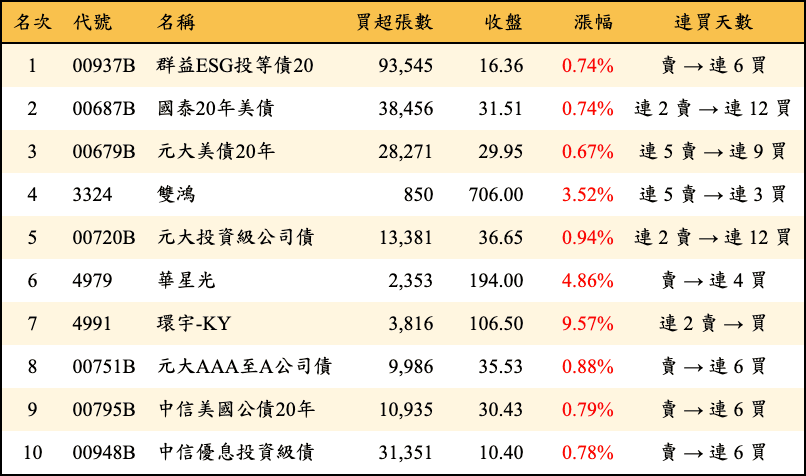 名次 代號 名稱 買超張數 收盤 漲幅 連買天數
1 00937B 群益ESG投等債20 93,545 16.36 0.74% 賣 → 連 6 買
2 00687B 國泰20年美債 38,456 31.51 0.74% 連 2 賣 → 連 12 買
3 00679B 元大美債20年 28,271 29.95 0.67% 連 5 賣 → 連 9 買
4 3324 雙鴻 850 706.00 3.52% 連 5 賣 → 連 3 買
5 00720B 元大投資級公司債 13,381 36.65 0.94% 連 2 賣 → 連 12 買
6 4979 華星光 2,353 194.00 4.86% 賣 → 連 4 買
7 4991 環宇-KY 3,816 106.50 9.57% 連 2 賣 → 買
8 00751B 元大AAA至A公司債 9,986 35.53 0.88% 賣 → 連 6 買
9 00795B 中信美國公債20年 10,935 30.43 0.79% 賣 → 連 6 買
10 00948B 中信優息投資級債 31,351 10.40 0.78% 賣 → 連 6 買